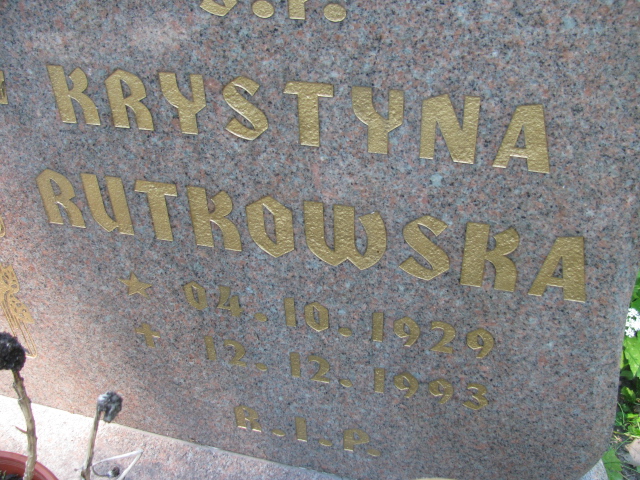 Ś.P.
KRYSTYNA
RUTKOWSKA
★ 04.10.1929
✝ 12.12.1993
R.I.P.